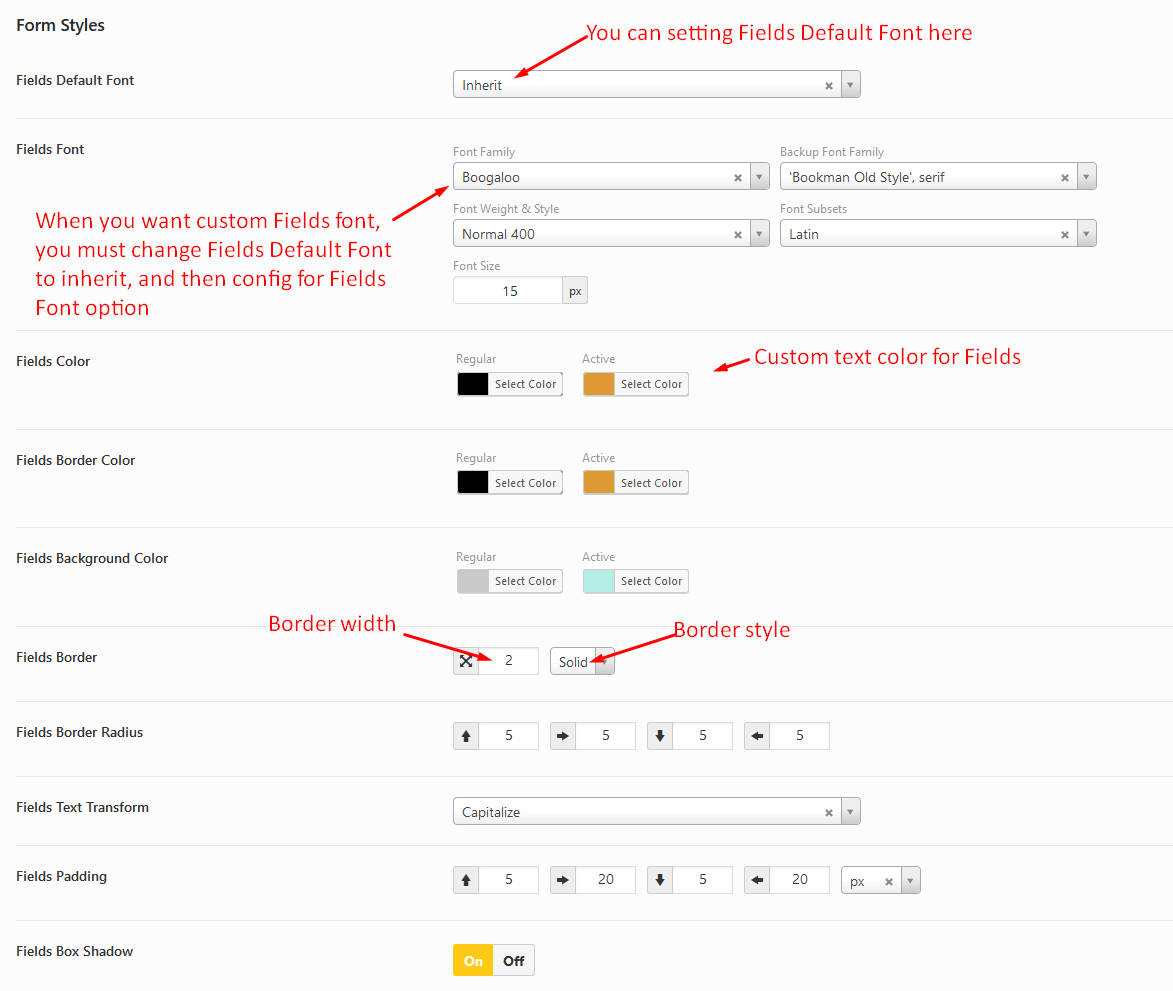 Form Styles
You can setting Fields Default Font here
Fields Default Font
Inherit
Fields Font
Font Family
Backup Font Family
Boogaloo
'Bookman Old Style', serif
Font Weight & Style
Font Subsets
Normal 400
Latin
Font Size
15 px
When you want custom Fields font,
you must change Fields Default Font
to inherit, and then config for Fields
Font option
Fields Color
Regular
Active
Select Color
Select Color
Custom text color for Fields
Fields Border Color
Regular
Active
Select Color
Select Color
Fields Background Color
Regular
Active
Select Color
Select Color
Border width
Border style
Fields Border
2
Solid
Fields Border Radius
5
5
5
5
Fields Text Transform
Capitalize
Fields Padding
5
20
5
20
px
Fields Box Shadow
On
Off